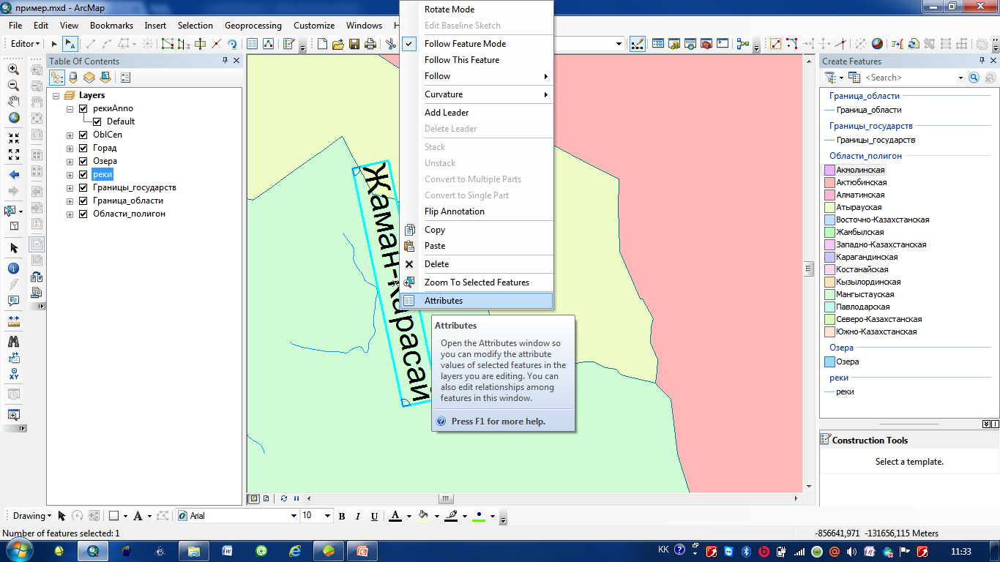 пример.mxd - ArcMap
File Edit View Bookmarks Insert Selection Geoprocessing Customize Windows
Editor
Table Of Contents
Layers
рекиAnno
Default
OblCen
Горад
Озера
реки
Границы_государств
Граница_области
Области_полигон
Rotate Mode
Edit Baseline Sketch
Follow Feature Mode
Follow This Feature
Follow
Curvature
Add Leader
Delete Leader
Stack
Unstack
Convert to Multiple Parts
Convert to Single Part
Flip Annotation
Copy
Paste
Delete
Zoom To Selected Features
Attributes
Attributes
Open the Attributes window so
you can modify the attribute
values of selected features in the
layers you are editing. You can
also edit relationships among
features in this window.
Press F1 for more help.
Жаман-Карасай
Create Features
<Search>
Граница_области
Граница_области
Границы_государств
Границы_государств
Области_полигон
Акмолинская
Актюбинская
Алматинская
Атырауская
Восточно-Казахстанская
Жамбылская
Западно-Казахстанская
Карагандинская
Костанайская
Кызылординская
Мангыстауская
Павлодарская
Северо-Казахстанская
Южно-Казахстанская
Озера
Озера
реки
реки
Construction Tools
Select a template.
Drawing A Arial 10 B I U A
Number of features selected: 1
-856641,971 -131656,115 Meters
KK
11:33